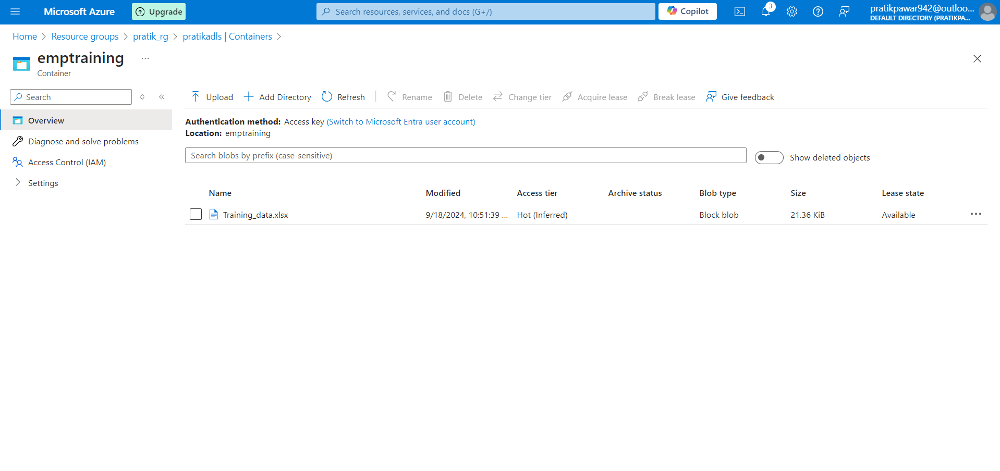 Microsoft Azure Upgrade Search resources, services, and docs (G+/) Copilot 3 pratikpawar942@outloo...
DEFAULT DIRECTORY (PRATIKPA...
Home > Resource groups > pratik_rg > pratikadls | Containers >
emptraining ...
Container
Search
Upload Add Directory Refresh Rename Delete Change tier Acquire lease Break lease Give feedback
Overview
Diagnose and solve problems
Access Control (IAM)
Settings
Authentication method: Access key (Switch to Microsoft Entra user account)
Location: emptraining
Search blobs by prefix (case-sensitive)
Show deleted objects
Name Modified Access tier Archive status Blob type Size Lease state
Training_data.xlsx 9/18/2024, 10:51:39 ... Hot (Inferred) Block blob 21.36 KiB Available